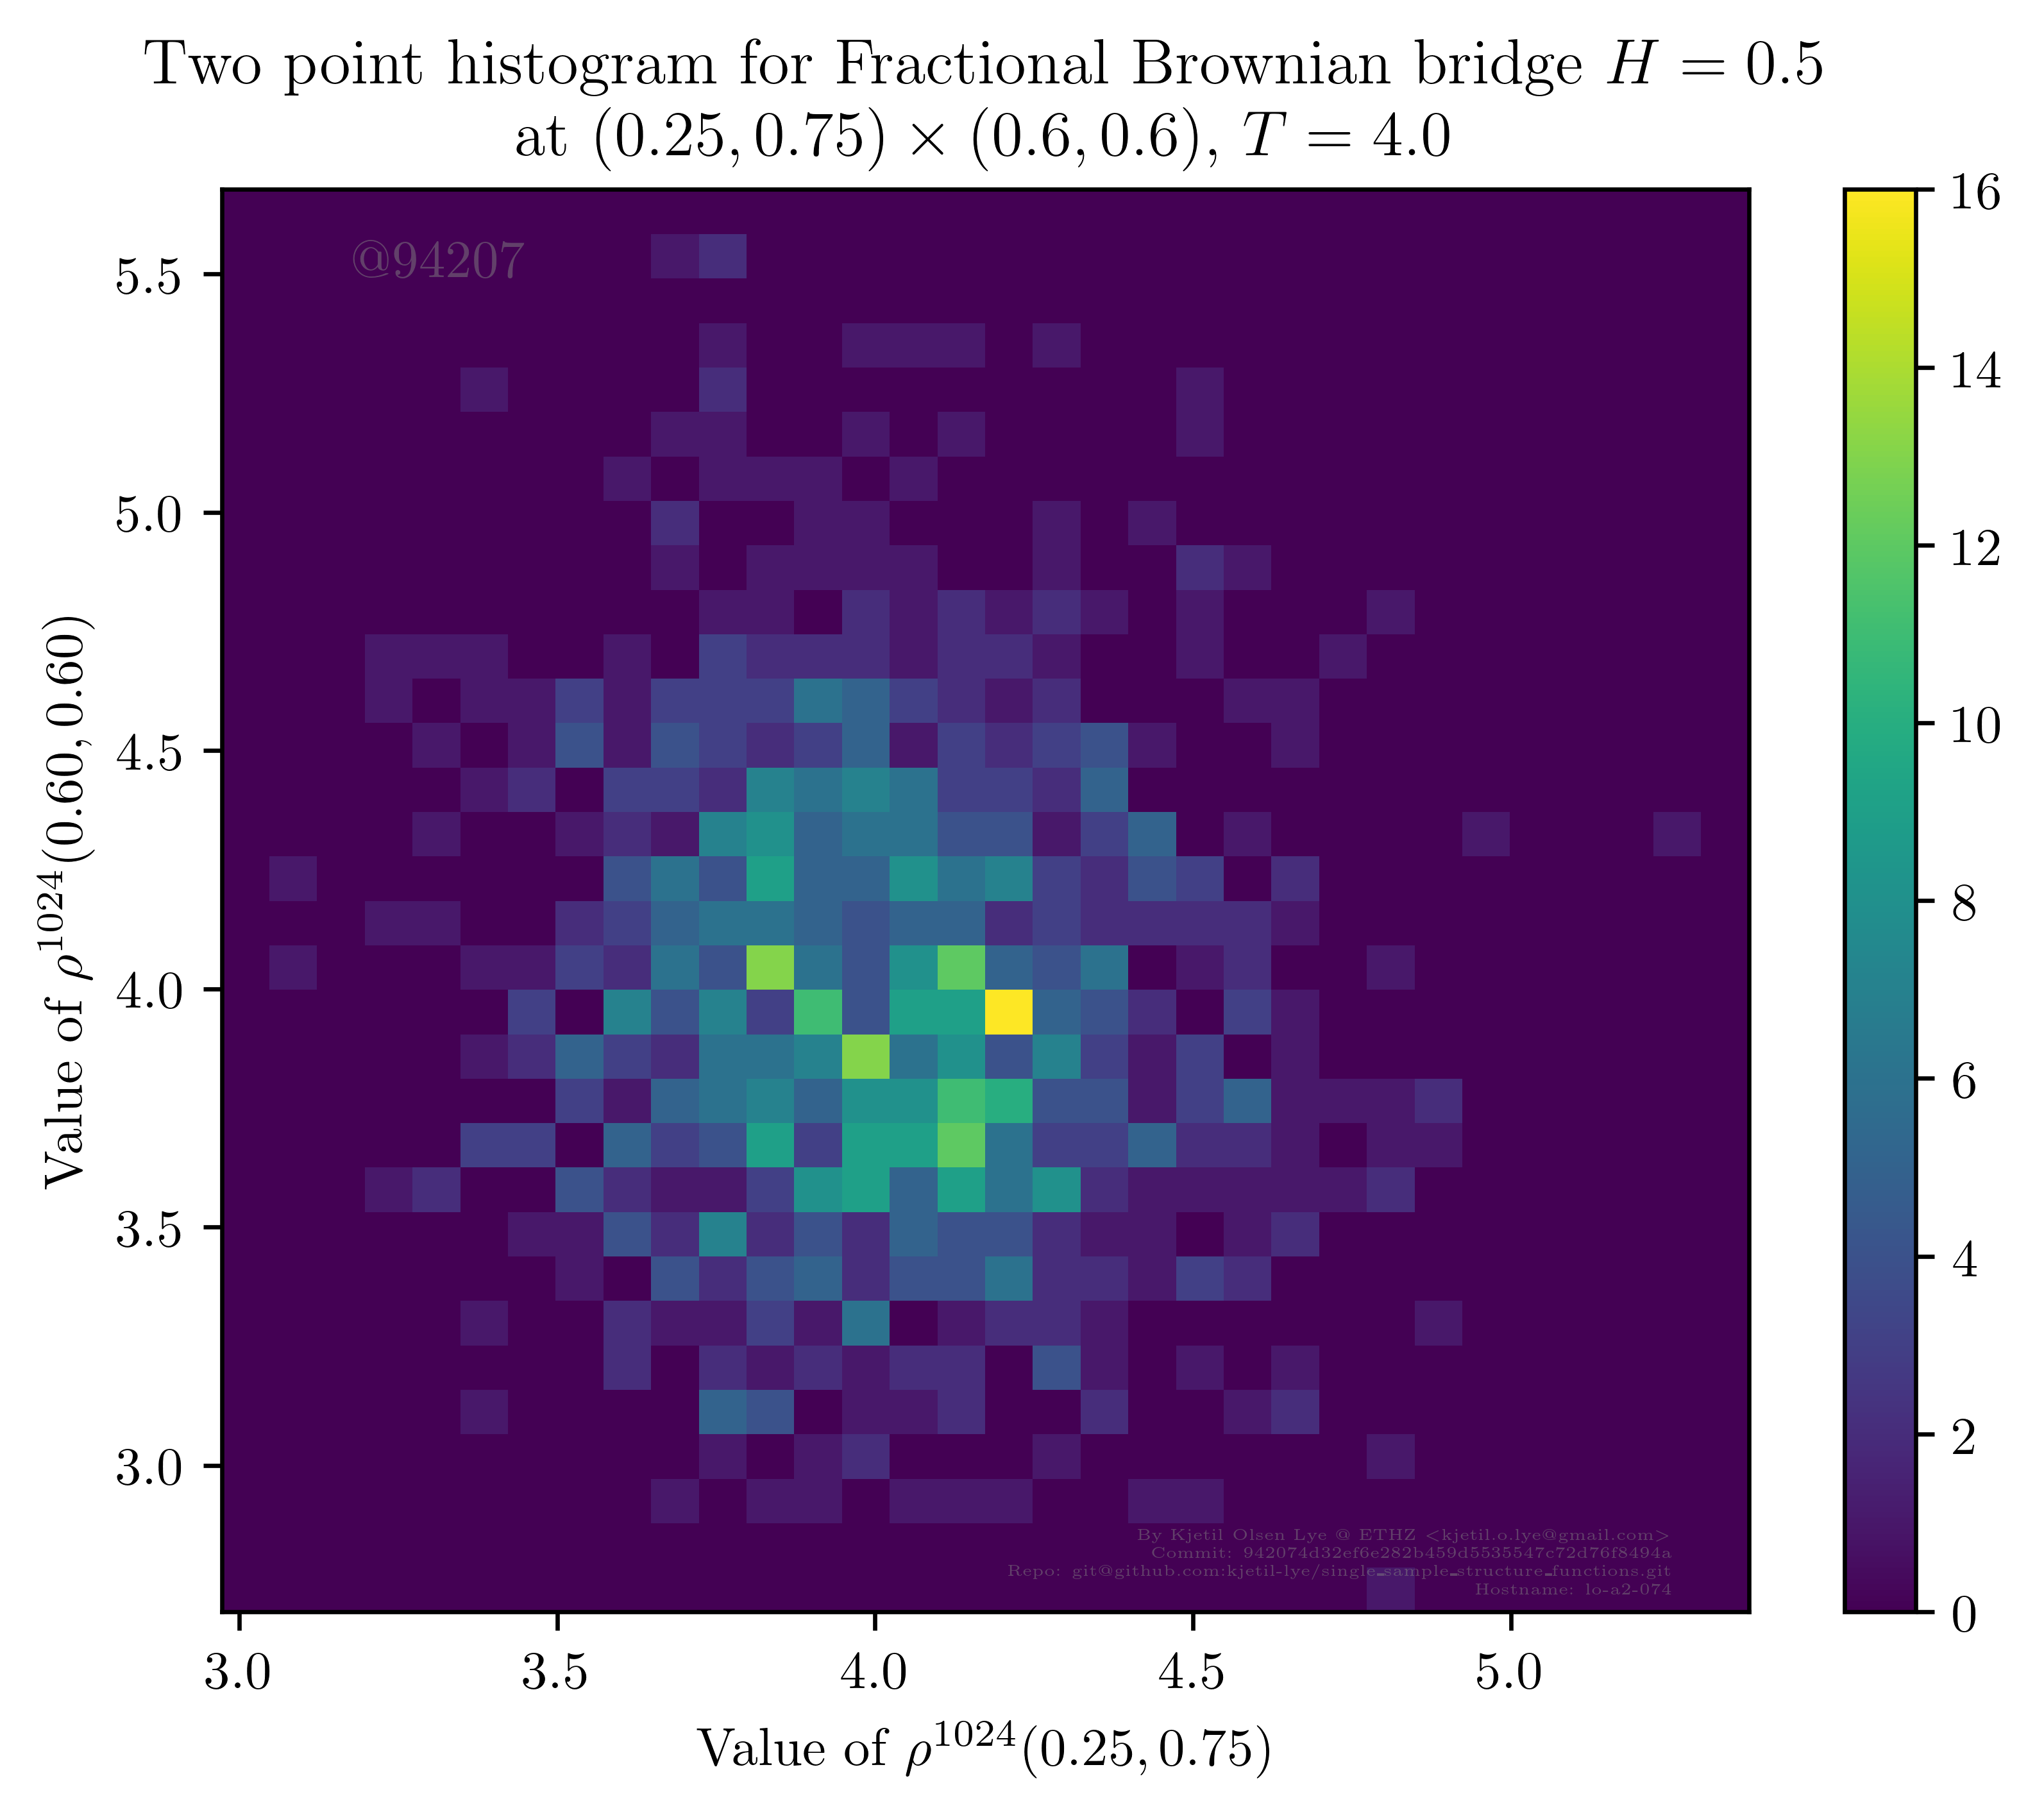 Two point histogram for Fractional Brownian bridge H = 0.5
at (0.25, 0.75) × (0.6, 0.6), T = 4.0
@94207
5.5
5.0
4.5
4.0
3.5
3.0
Value of ρ^1024(0.60, 0.60)
3.0
3.5
4.0
4.5
5.0
Value of ρ^1024(0.25, 0.75)
16
14
12
10
8
6
4
2
0
By Kjetil Olsen Lye @ ETHZ <kjetil.o.lye@gmail.com>
Commit: 942074d32ef6e282b459d5535547c72d76f8494a
Repo: git@github.com:kjetil-lye/single_sample_structure_functions.git
Hostname: lo-a2-074